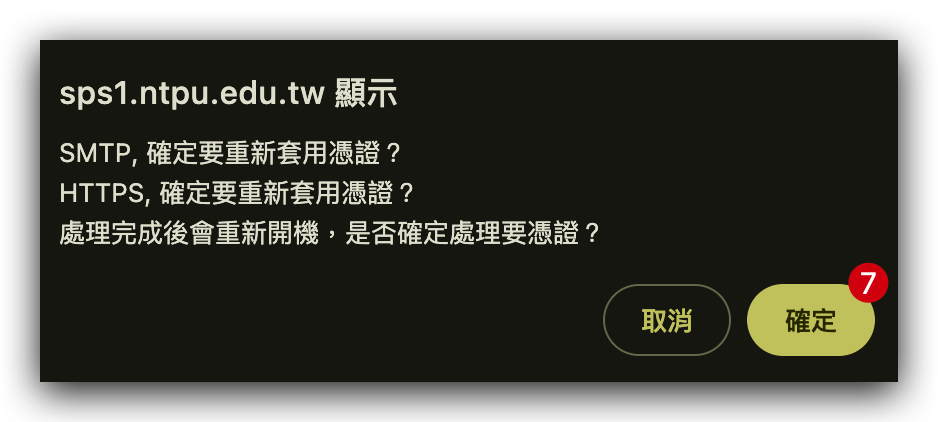 sps1.ntpu.edu.tw 顯示
SMTP, 確定要重新套用憑證？
HTTPS, 確定要重新套用憑證？
處理完成後會重新開機，是否確定處理要憑證？
7
取消
確定